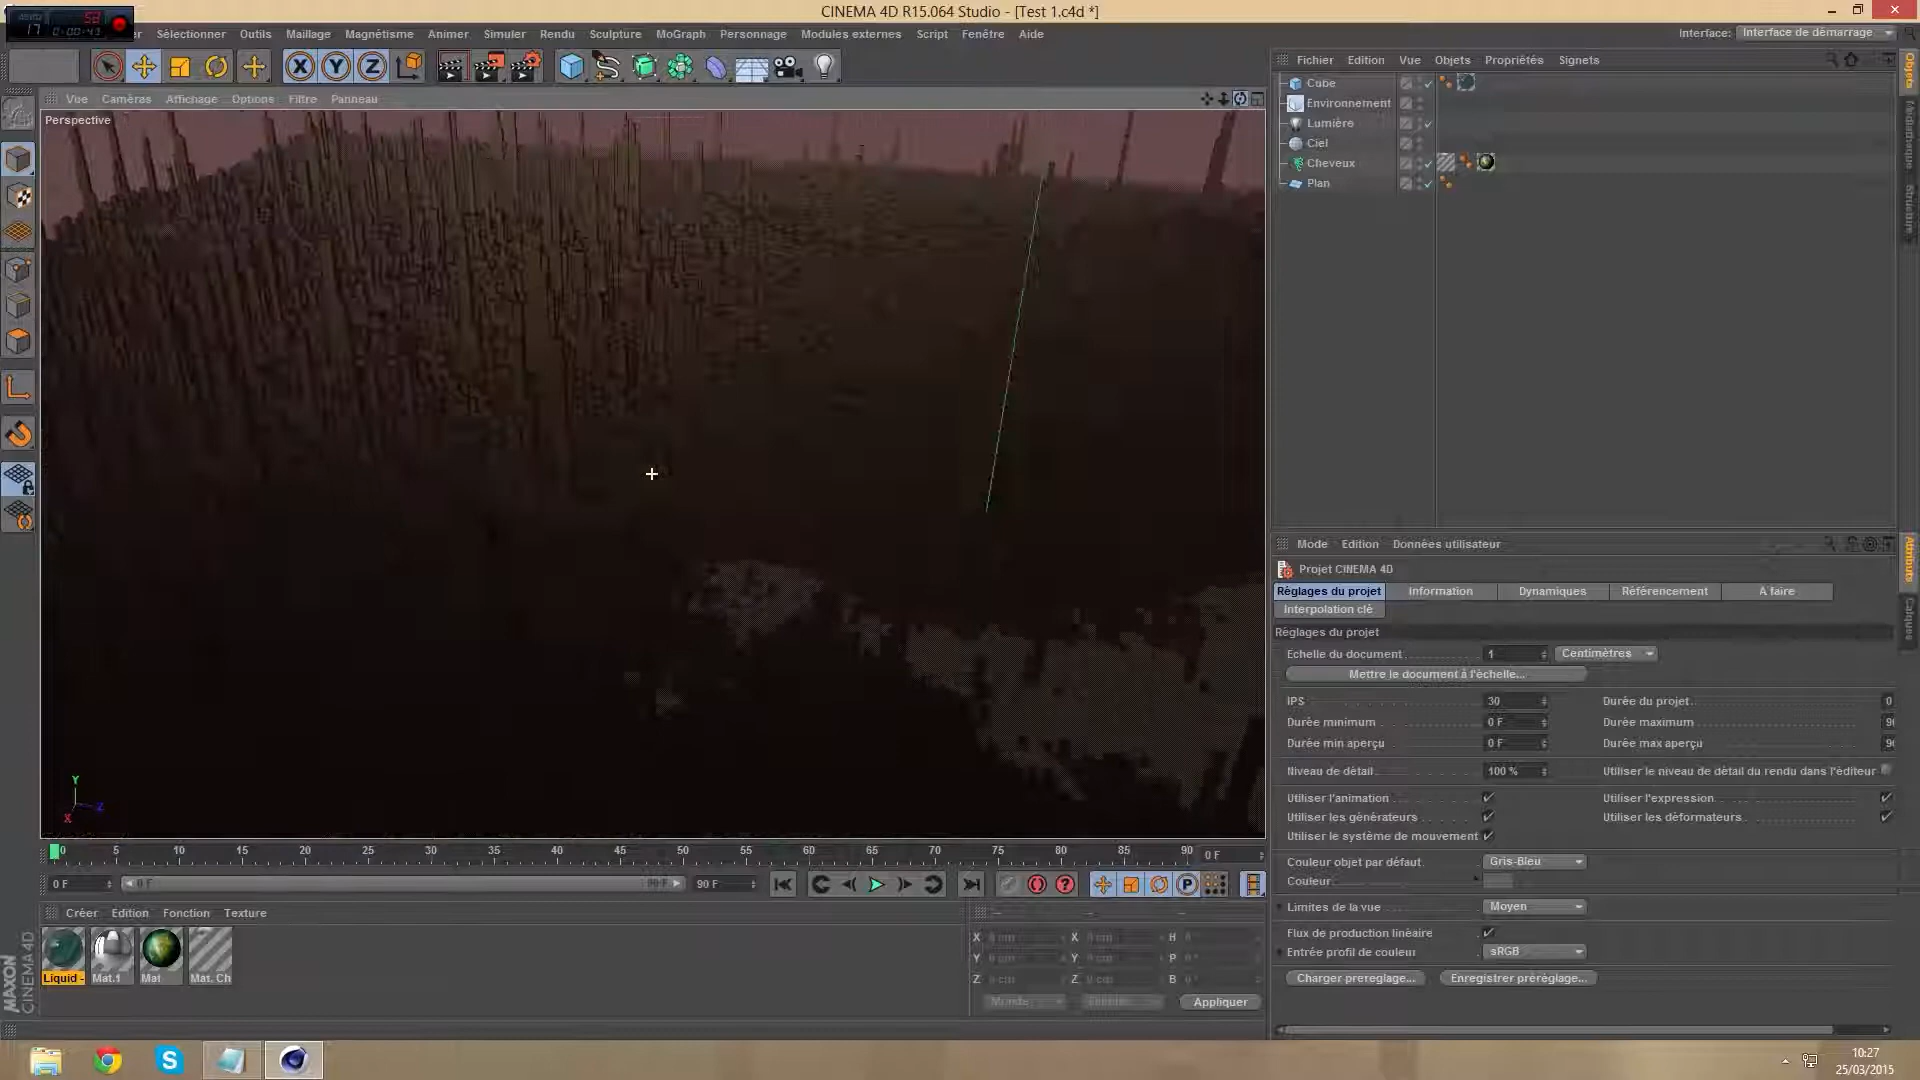 CINEMA 4D R15.064 Studio - [Test 1.c4d *]
Sélectionner Outils Maillage Magnétisme Animer Simuler Rendu Sculpture MoGraph Personnage Modules externes Script Fenêtre Aide
Interface: Interface de démarrage
X Y Z
Vue Caméras Affichage Options Filtre Panneau
Perspective
Fichier Edition Vue Objets Propriétés Signets
Cube
Environnement
Lumière
Ciel
Cheveux
Plan
Objets
Médiathèque
Structure
Mode Edition Données utilisateur
Projet CINEMA 4D
Réglages du projet Information Dynamiques Référencement A faire
Interpolation clé
Réglages du projet
Echelle du document 1 Centimètres
Mettre le document à l'échelle...
IPS 30 Durée du projet 0
Durée minimum 0 F Durée maximum
Durée min aperçu 0 F Durée max aperçu
Niveau de détail 100 % Utiliser le niveau de détail du rendu dans l'éditeur
Utiliser l'animation Utiliser l'expression
Utiliser les générateurs Utiliser les déformateurs
Utiliser le système de mouvement
Couleur objet par défaut Gris-Bleu
Couleur
Limites de la vue Moyen
Flux de production linéaire
Entrée profil de couleur sRGB
Charger préréglage... Enregistrer préréglage...
Attributs
Calques
Y
X
Z
0 5 10 15 20 25 30 35 40 45 50 55 60 65 70 75 80 85 90 0 F
0 F 0 F 90 F 90 F
P
Créer Edition Fonction Texture
Liquid - Mat.1 Mat Mat. Ch
MAXON
CINEMA 4D
X 0 cm X 0 cm H 0°
Y 0 cm Y 0 cm P 0°
Z 0 cm Z 0 cm B 0°
Monde Appliquer
10:27
25/03/2015